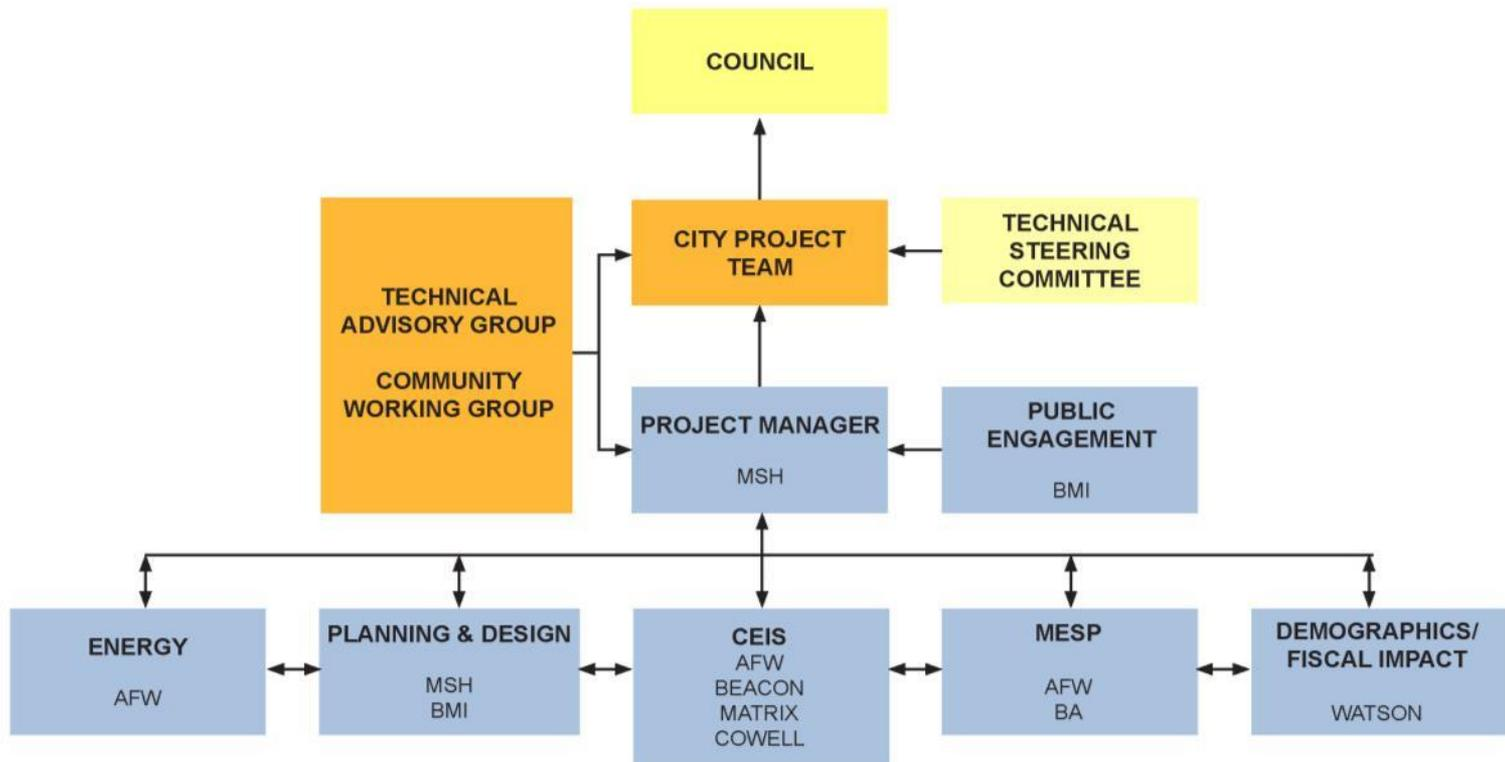 COUNCIL
TECHNICAL
ADVISORY GROUP
COMMUNITY
WORKING GROUP
CITY PROJECT
TEAM
TECHNICAL
STEERING
COMMITTEE
PROJECT MANAGER
MSH
PUBLIC
ENGAGEMENT
BMI
ENERGY
AFW
PLANNING & DESIGN
MSH
BMI
CEIS
AFW
BEACON
MATRIX
COWELL
MESP
AFW
BA
DEMOGRAPHICS/
FISCAL IMPACT
WATSON